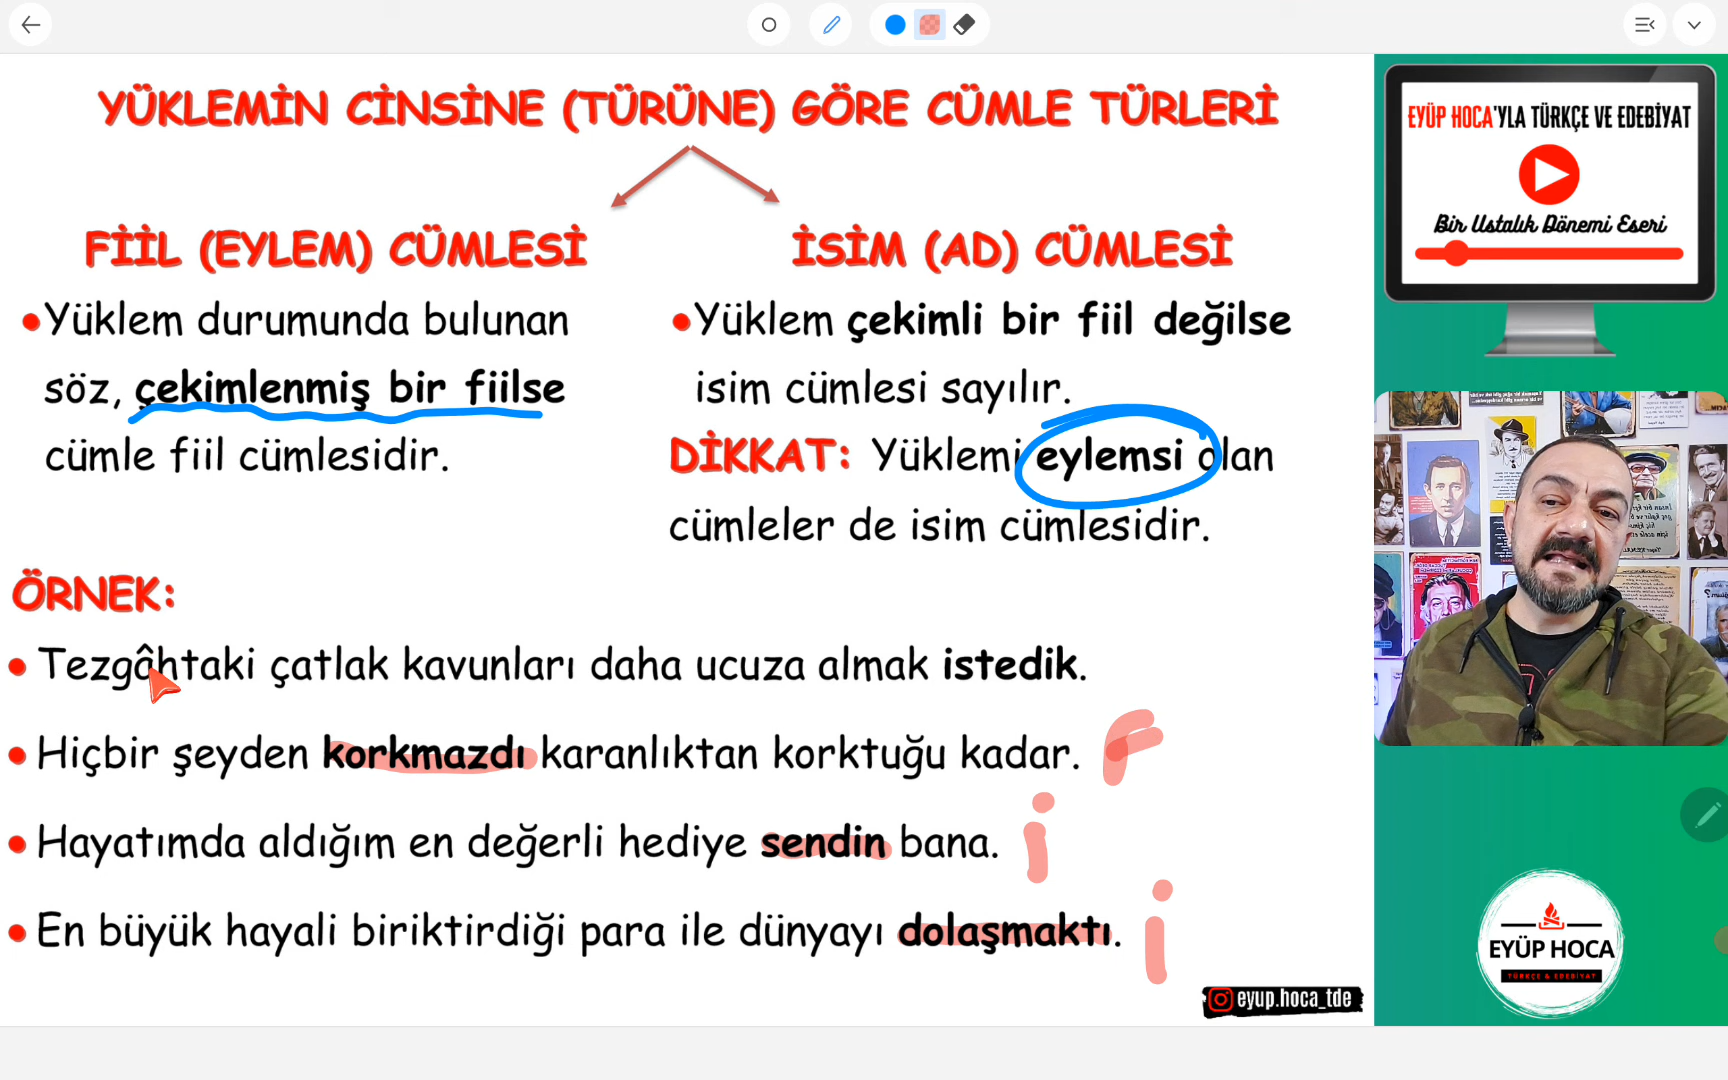 YÜKLEMİN CİNSİNE (TÜRÜNE) GÖRE CÜMLE TÜRLERİ
FİİL (EYLEM) CÜMLESİ
• Yüklem durumunda bulunan
söz, çekimlenmiş bir fiilse
cümle fiil cümlesidir.
İSİM (AD) CÜMLESİ
• Yüklem çekimli bir fiil değilse
isim cümlesi sayılır.
DİKKAT: Yüklemi eylemsi olan
cümleler de isim cümlesidir.
ÖRNEK:
• Tezgâhtaki çatlak kavunları daha ucuza almak istedik.
• Hiçbir şeyden korkmazdı karanlıktan korktuğu kadar. F
• Hayatımda aldığım en değerli hediye sendin bana. i
• En büyük hayali biriktirdiği para ile dünyayı dolaşmaktı. i
eyup.hoca_tde
EYÜP HOCA'YLA TÜRKÇE VE EDEBİYAT
Bir Ustalık Dönemi Eseri
EYÜP HOCA
TÜRKÇE & EDEBİYAT